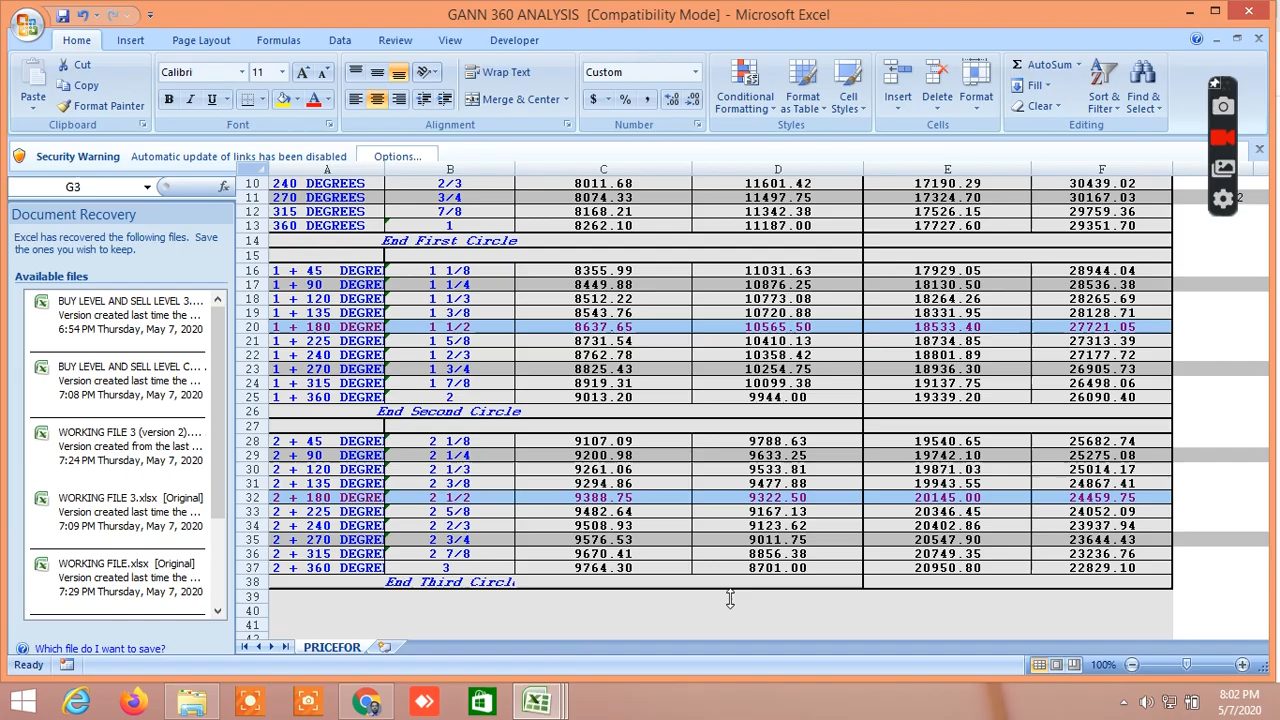 GANN 360 ANALYSIS [Compatibility Mode] - Microsoft Excel
Home Insert Page Layout Formulas Data Review View Developer
Paste Cut Calibri 11 Wrap Text Custom Conditional Formatting Format as Table Cell Styles Insert Delete Format AutoSum Sort & Filter Find & Select
Copy Fill
Format Painter B I U Merge & Center $ % , Clear
Clipboard Font Alignment Number Styles Cells Editing
Security Warning Automatic update of links has been disabled Options...
G3 fx
Document Recovery
Excel has recovered the following files. Save
the ones you wish to keep.
Available files
BUY LEVEL AND SELL LEVEL 3....
Version created last time the ...
6:54 PM Thursday, May 7, 2020
BUY LEVEL AND SELL LEVEL C...
Version created last time the ...
7:08 PM Thursday, May 7, 2020
WORKING FILE 3 (version 2)....
Version created from the last ...
7:24 PM Thursday, May 7, 2020
WORKING FILE 3.xlsx [Original]
Version created last time the ...
7:09 PM Thursday, May 7, 2020
WORKING FILE.xlsx [Original]
Version created last time the ...
7:29 PM Thursday, May 7, 2020
Which file do I want to save?
A B C D E F
10 240 DEGREES 2/3 8011.68 11601.42 17190.29 30439.02
11 270 DEGREES 3/4 8074.33 11497.75 17324.70 30167.03 2
12 315 DEGREES 7/8 8168.21 11342.38 17526.15 29759.36
13 360 DEGREES 1 8262.10 11187.00 17727.60 29351.70
14 End First Circle
15
16 1 + 45 DEGREE 1 1/8 8355.99 11031.63 17929.05 28944.04
17 1 + 90 DEGREE 1 1/4 8449.88 10876.25 18130.50 28536.38
18 1 + 120 DEGREE 1 1/3 8512.22 10773.08 18264.26 28265.69
19 1 + 135 DEGREE 1 3/8 8543.76 10720.88 18331.95 28128.71
20 1 + 180 DEGREE 1 1/2 8637.65 10565.50 18533.40 27721.05
21 1 + 225 DEGREE 1 5/8 8731.54 10410.13 18734.85 27313.39
22 1 + 240 DEGREE 1 2/3 8762.78 10358.42 18801.89 27177.72
23 1 + 270 DEGREE 1 3/4 8825.43 10254.75 18936.30 26905.73
24 1 + 315 DEGREE 1 7/8 8919.31 10099.38 19137.75 26498.06
25 1 + 360 DEGREE 2 9013.20 9944.00 19339.20 26090.40
26 End Second Circle
27
28 2 + 45 DEGREE 2 1/8 9107.09 9788.63 19540.65 25682.74
29 2 + 90 DEGREE 2 1/4 9200.98 9633.25 19742.10 25275.08
30 2 + 120 DEGREE 2 1/3 9261.06 9533.81 19871.03 25014.17
31 2 + 135 DEGREE 2 3/8 9294.86 9477.88 19943.55 24867.41
32 2 + 180 DEGREE 2 1/2 9388.75 9322.50 20145.00 24459.75
33 2 + 225 DEGREE 2 5/8 9482.64 9167.13 20346.45 24052.09
34 2 + 240 DEGREE 2 2/3 9508.93 9123.62 20402.86 23937.94
35 2 + 270 DEGREE 2 3/4 9576.53 9011.75 20547.90 23644.43
36 2 + 315 DEGREE 2 7/8 9670.41 8856.38 20749.35 23236.76
37 2 + 360 DEGREE 3 9764.30 8701.00 20950.80 22829.10
38 End Third Circl
39
40
41
PRICEFOR
Ready 100%
8:02 PM
5/7/2020